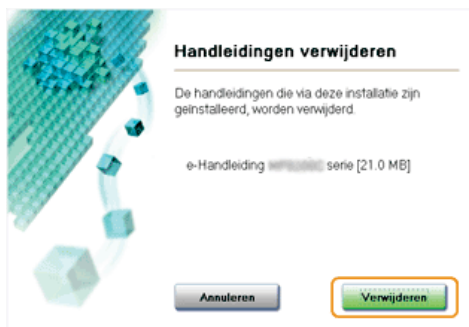 Handleidingen verwijderen
De handleidingen die via deze installatie zijn
geïnstalleerd, worden verwijderd.
e-Handleiding serie [21.0 MB]
Annuleren
Verwijderen